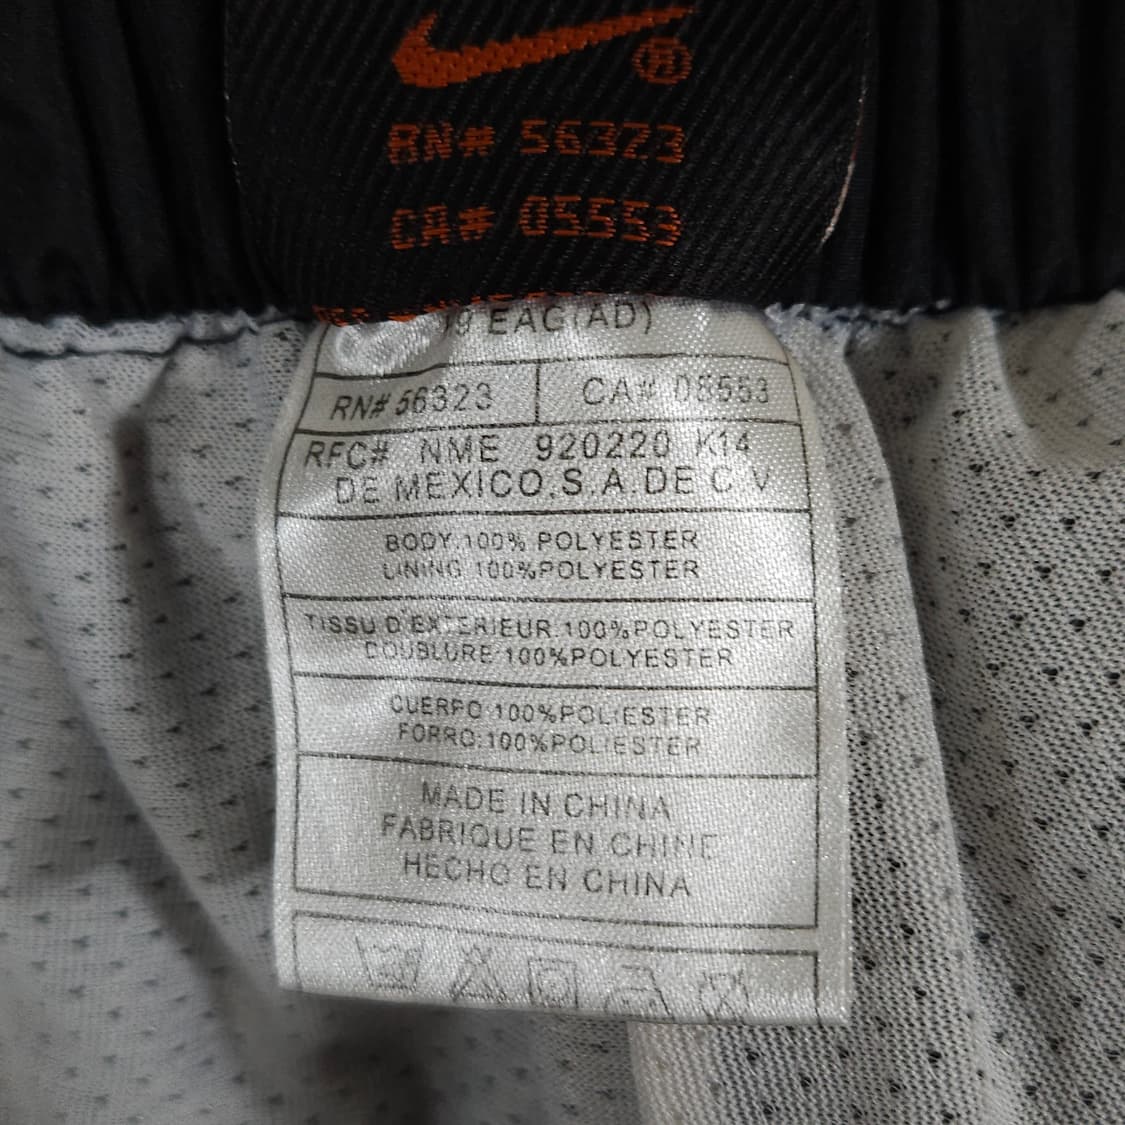 RN# 56323
CA# 05553
19 EAG(AD)
RN# 56323 CA# 05553
RFC# NME 920220 K14
DE MEXICO.S.A.DE C V
BODY:100% POLYESTER
LINING 100%POLYESTER
TISSU D'EXTERIEUR:100%POLYESTER
DOUBLURE:100%POLYESTER
CUERPO:100%POLIESTER
FORRO:100%POLIESTER
MADE IN CHINA
FABRIQUE EN CHINE
HECHO EN CHINA